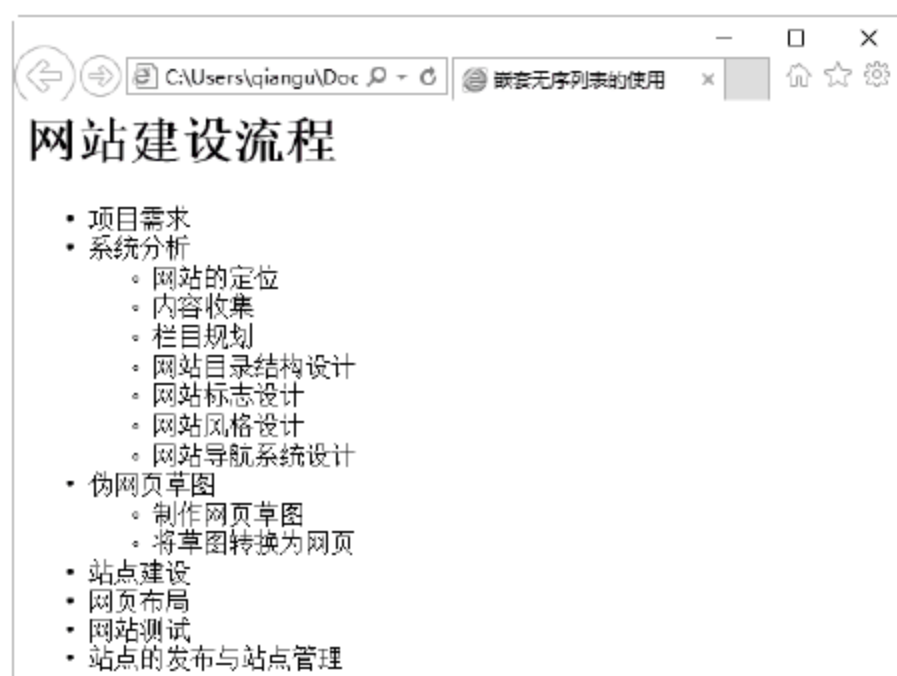 C:\Users\qiangu\Doc
嵌套无序列表的使用
网站建设流程
• 项目需求
• 系统分析
◦ 网站的定位
◦ 内容收集
◦ 栏目规划
◦ 网站目录结构设计
◦ 网站标志设计
◦ 网站风格设计
◦ 网站导航系统设计
• 伪网页草图
◦ 制作网页草图
◦ 将草图转换为网页
• 站点建设
• 网页布局
• 网站测试
• 站点的发布与站点管理